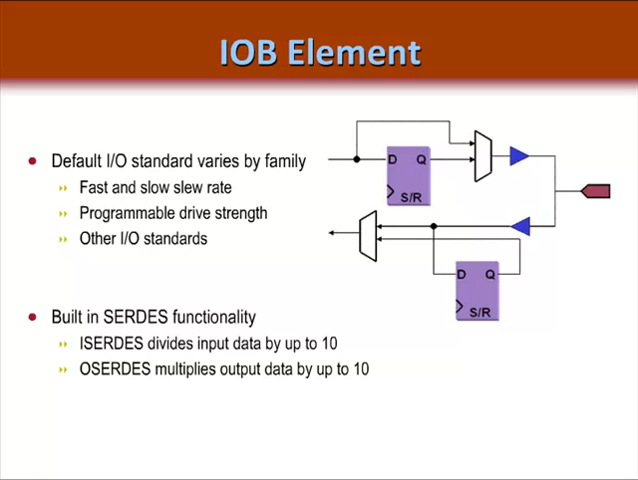 IOB Element
Default I/O standard varies by family
Fast and slow slew rate
Programmable drive strength
Other I/O standards
Built in SERDES functionality
ISERDES divides input data by up to 10
OSERDES multiplies output data by up to 10
D Q
S/R
D Q
S/R